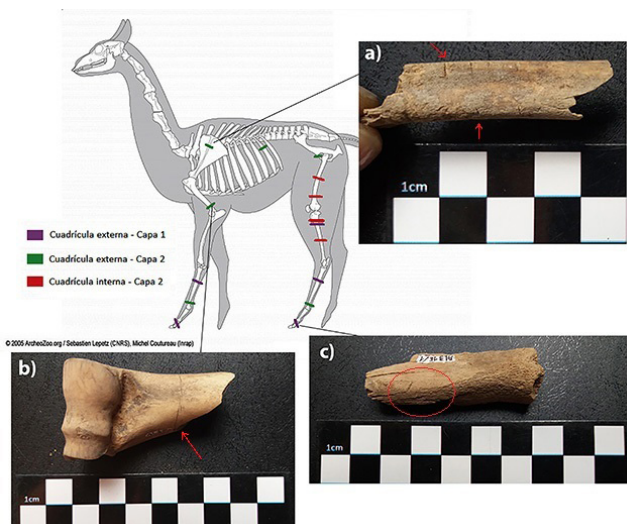 a)
1cm
Cuadrícula externa - Capa 1
Cuadrícula externa - Capa 2
Cuadrícula interna - Capa 2
© 2005 ArcheoZoo.org / Sebastien Lepetz (CNRS), Michel Coutureau (Inrap)
b)
1cm
c)
1cm